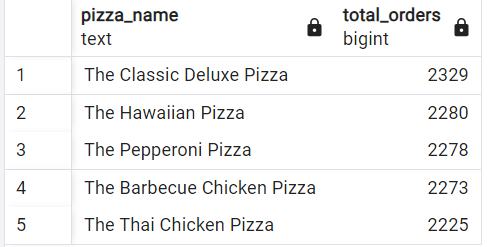 pizza_name total_orders
text bigint
1 The Classic Deluxe Pizza 2329
2 The Hawaiian Pizza 2280
3 The Pepperoni Pizza 2278
4 The Barbecue Chicken Pizza 2273
5 The Thai Chicken Pizza 2225